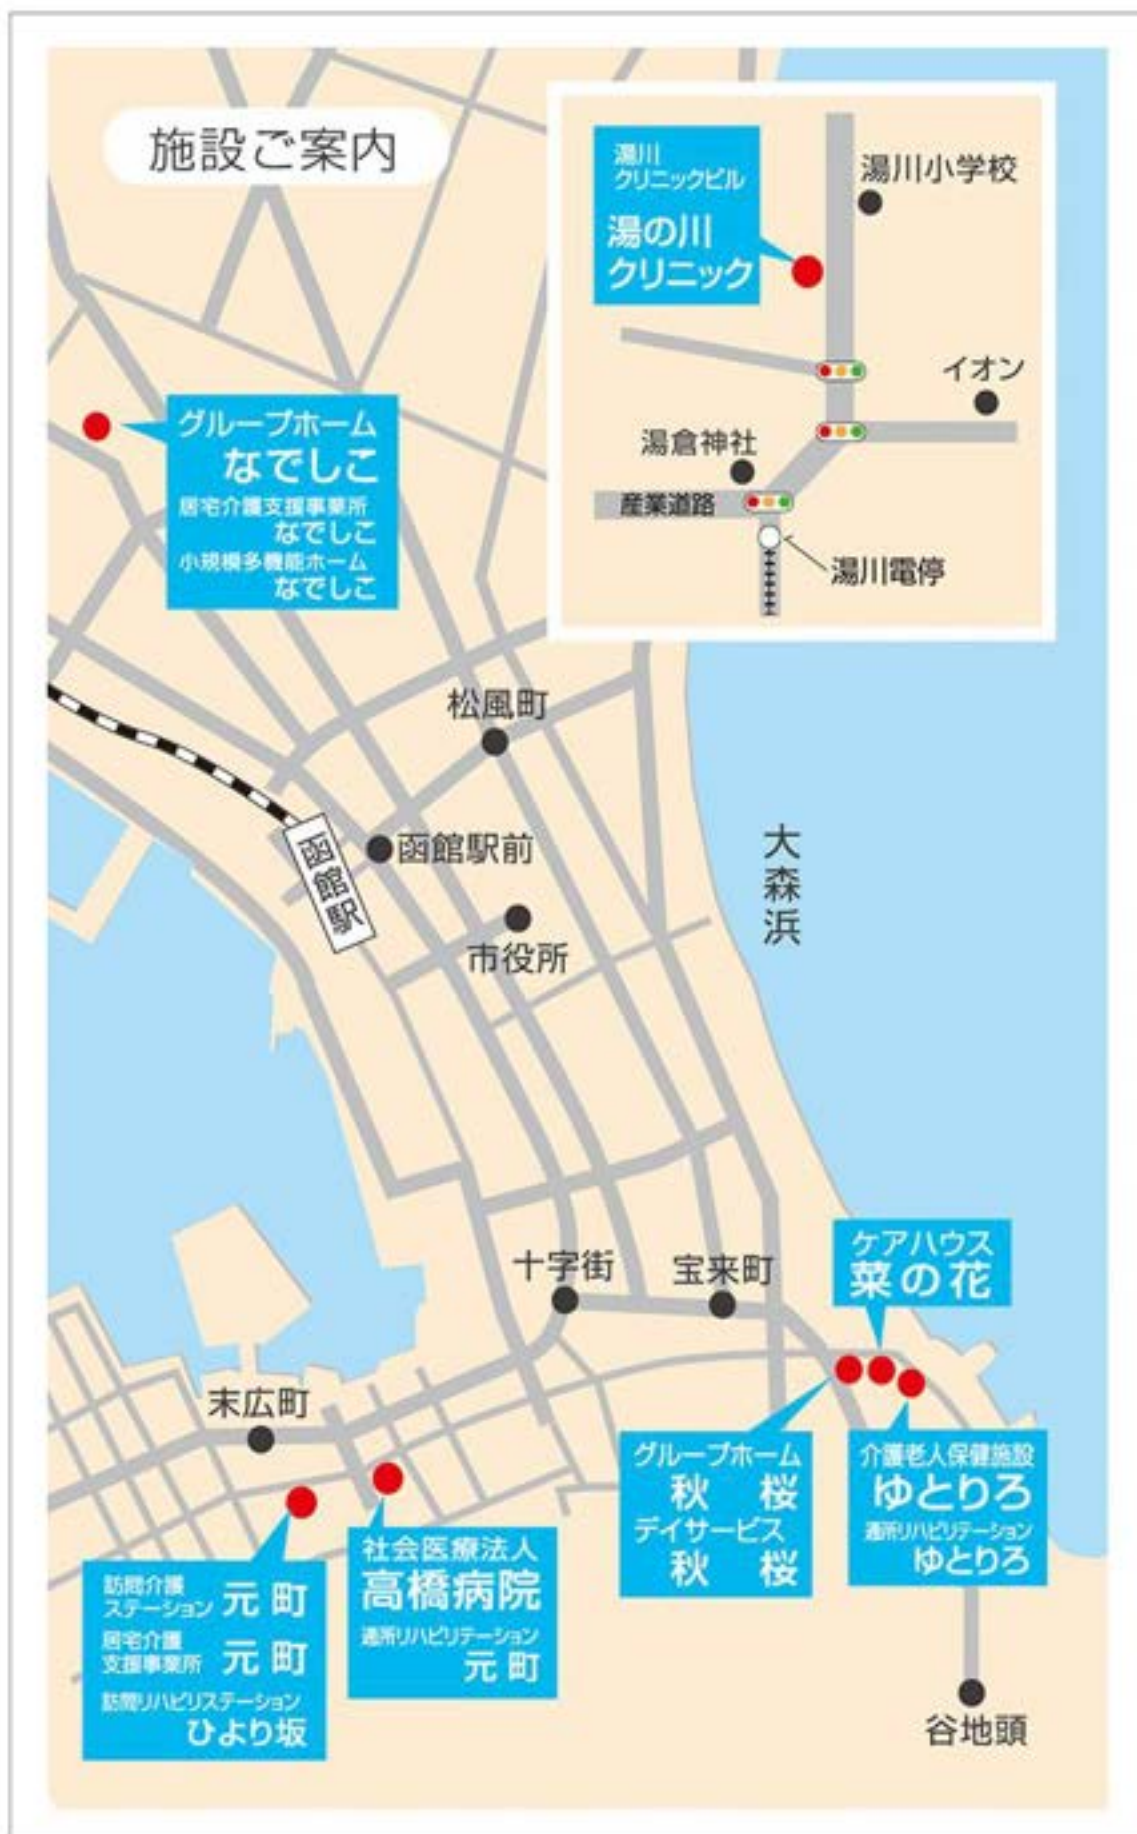 施設ご案内
湯川
クリニックビル
湯の川
クリニック
湯川小学校
イオン
湯倉神社
産業道路
湯川電停
グループホーム
なでしこ
居宅介護支援事業所
なでしこ
小規模多機能ホーム
なでしこ
松風町
函館駅前
函館駅
市役所
大森浜
十字街
宝来町
ケアハウス
菜の花
末広町
グループホーム
秋 桜
デイサービス
秋 桜
介護老人保健施設
ゆとりろ
通所リハビリテーション
ゆとりろ
社会医療法人
高橋病院
通所リハビリテーション
元町
訪問介護
ステーション 元町
居宅介護
支援事業所 元町
訪問リハビリステーション
ひより坂
谷地頭